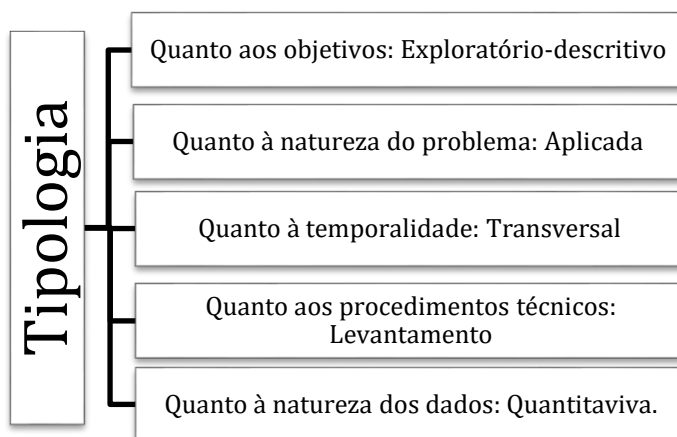 Tipologia
Quanto aos objetivos: Exploratório-descritivo
Quanto à natureza do problema: Aplicada
Quanto à temporalidade: Transversal
Quanto aos procedimentos técnicos:
Levantamento
Quanto à natureza dos dados: Quantitaviva.